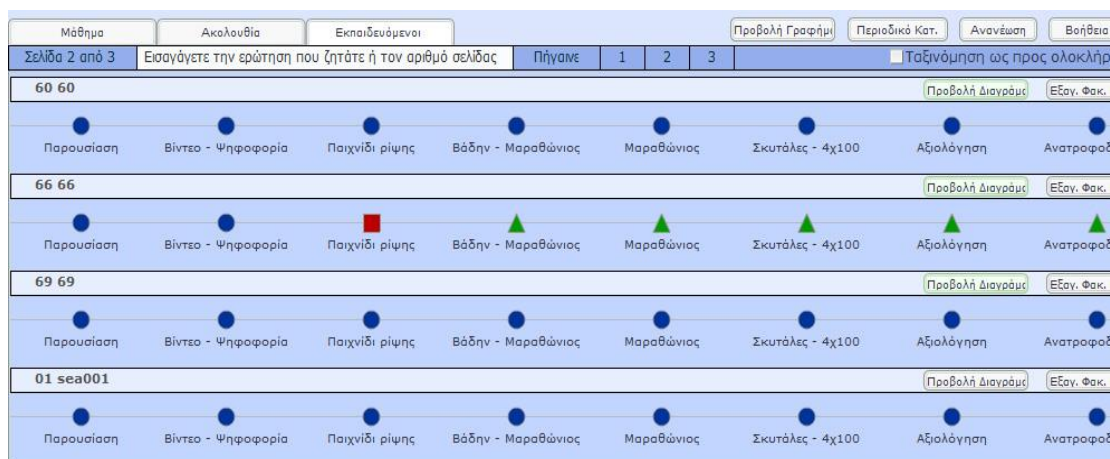 Μάθημα Ακολουθία Εκπαιδευόμενοι Προβολή Γραφήμ Περιοδικό Κατ. Ανανέωση Βοήθεια
Σελίδα 2 από 3 Εισαγάγετε την ερώτηση που ζητάτε ή τον αριθμό σελίδας Πήγαινε 1 2 3 Ταξινόμηση ως προς ολοκλήρ
60 60 Προβολή Διαγράμ Εξαγ. Φακ.
Παρουσίαση Βίντεο - Ψηφοφορία Παιχνίδι ρίψης Βάδην - Μαραθώνιος Μαραθώνιος Σκυτάλες - 4x100 Αξιολόγηση Ανατροφοδ
66 66 Προβολή Διαγράμ Εξαγ. Φακ.
Παρουσίαση Βίντεο - Ψηφοφορία Παιχνίδι ρίψης Βάδην - Μαραθώνιος Μαραθώνιος Σκυτάλες - 4x100 Αξιολόγηση Ανατροφοδ
69 69 Προβολή Διαγράμ Εξαγ. Φακ.
Παρουσίαση Βίντεο - Ψηφοφορία Παιχνίδι ρίψης Βάδην - Μαραθώνιος Μαραθώνιος Σκυτάλες - 4x100 Αξιολόγηση Ανατροφοδ
01 sea001 Προβολή Διαγράμ Εξαγ. Φακ.
Παρουσίαση Βίντεο - Ψηφοφορία Παιχνίδι ρίψης Βάδην - Μαραθώνιος Μαραθώνιος Σκυτάλες - 4x100 Αξιολόγηση Ανατροφοδ